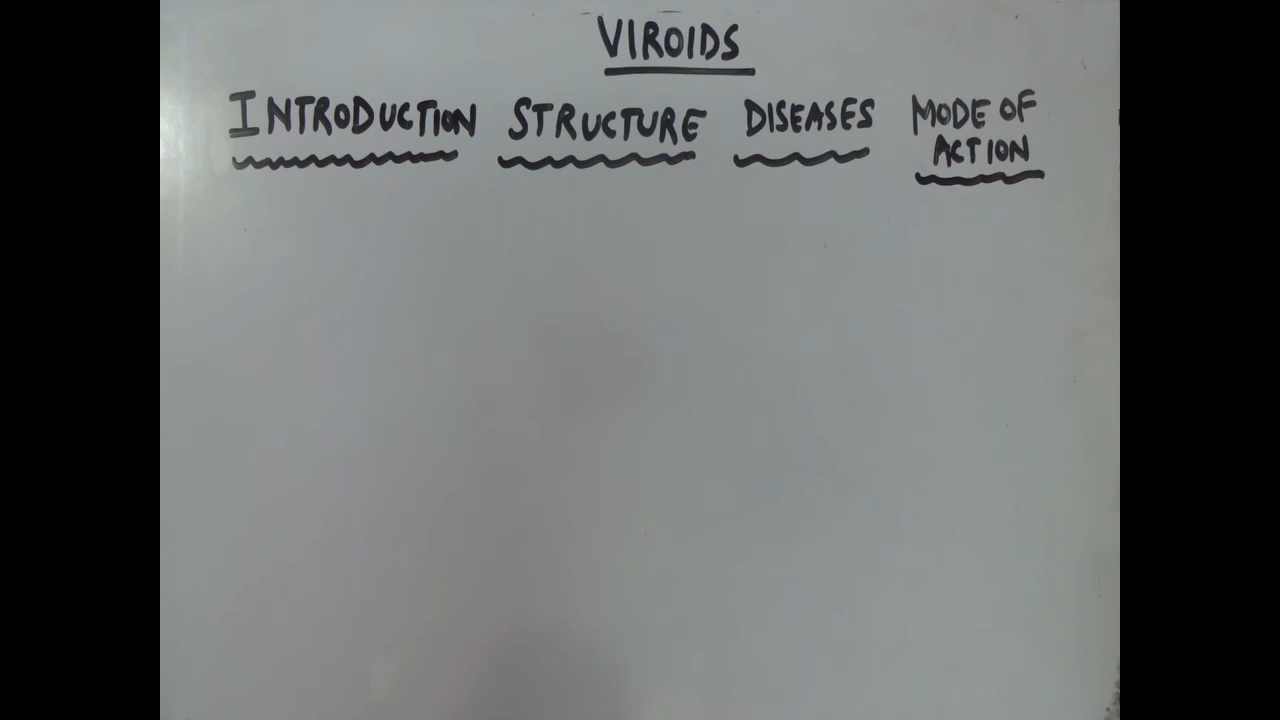 VIROIDS
INTRODUCTION STRUCTURE DISEASES MODE OF
ACTION